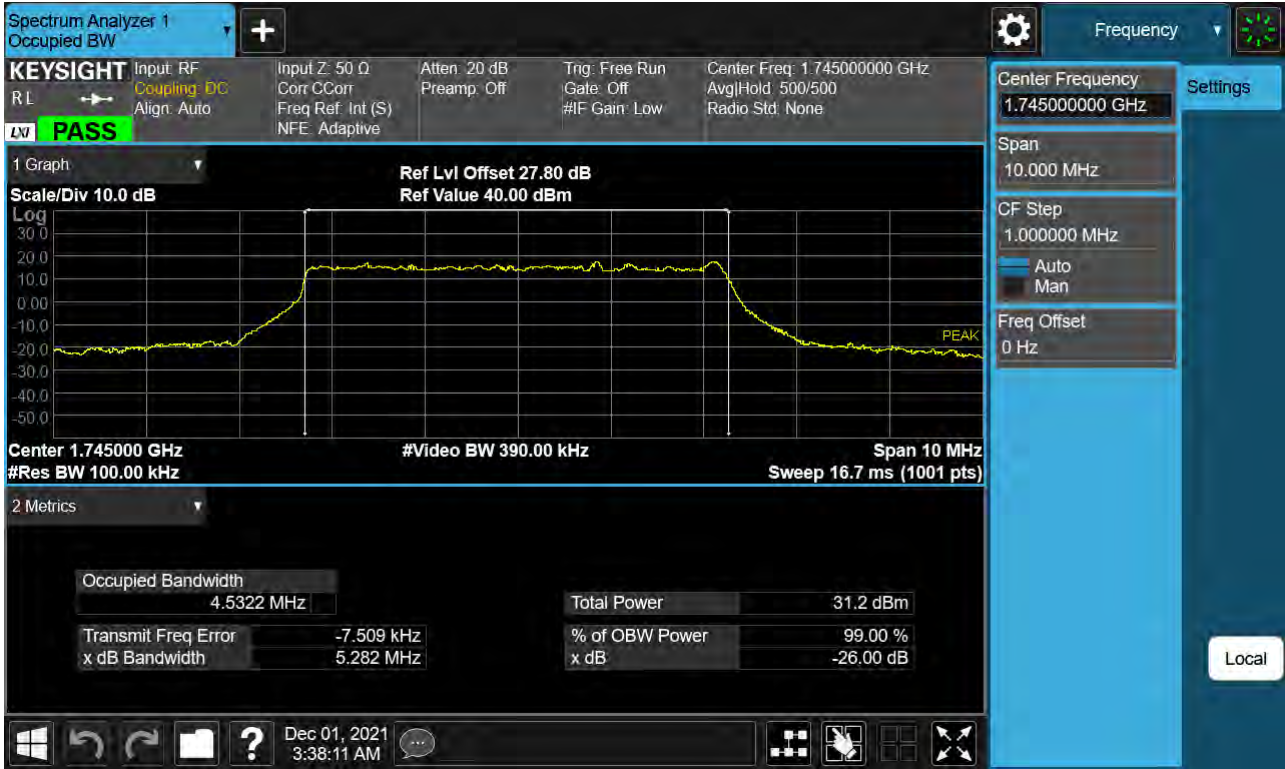 Spectrum Analyzer 1
Occupied BW
+
Frequency
KEYSIGHT
R L
LXI
PASS
Input: RF
Coupling: DC
Align: Auto
Input Z: 50 Ω
Corr CCorr
Freq Ref: Int (S)
NFE: Adaptive
Atten: 20 dB
Preamp: Off
Trig: Free Run
Gate: Off
#IF Gain: Low
Center Freq: 1.745000000 GHz
Avg|Hold: 500/500
Radio Std: None
1 Graph
Scale/Div 10.0 dB
Ref Lvl Offset 27.80 dB
Ref Value 40.00 dBm
Log
30.0
20.0
10.0
0.00
-10.0
-20.0
-30.0
-40.0
-50.0
PEAK
Center 1.745000 GHz
#Video BW 390.00 kHz
Span 10 MHz
#Res BW 100.00 kHz
Sweep 16.7 ms (1001 pts)
2 Metrics
Occupied Bandwidth
4.5322 MHz
Transmit Freq Error -7.509 kHz
x dB Bandwidth 5.282 MHz
Total Power 31.2 dBm
% of OBW Power 99.00 %
x dB -26.00 dB
Center Frequency
1.745000000 GHz
Span
10.000 MHz
CF Step
1.000000 MHz
Auto
Man
Freq Offset
0 Hz
Settings
Local
?
Dec 01, 2021
3:38:11 AM